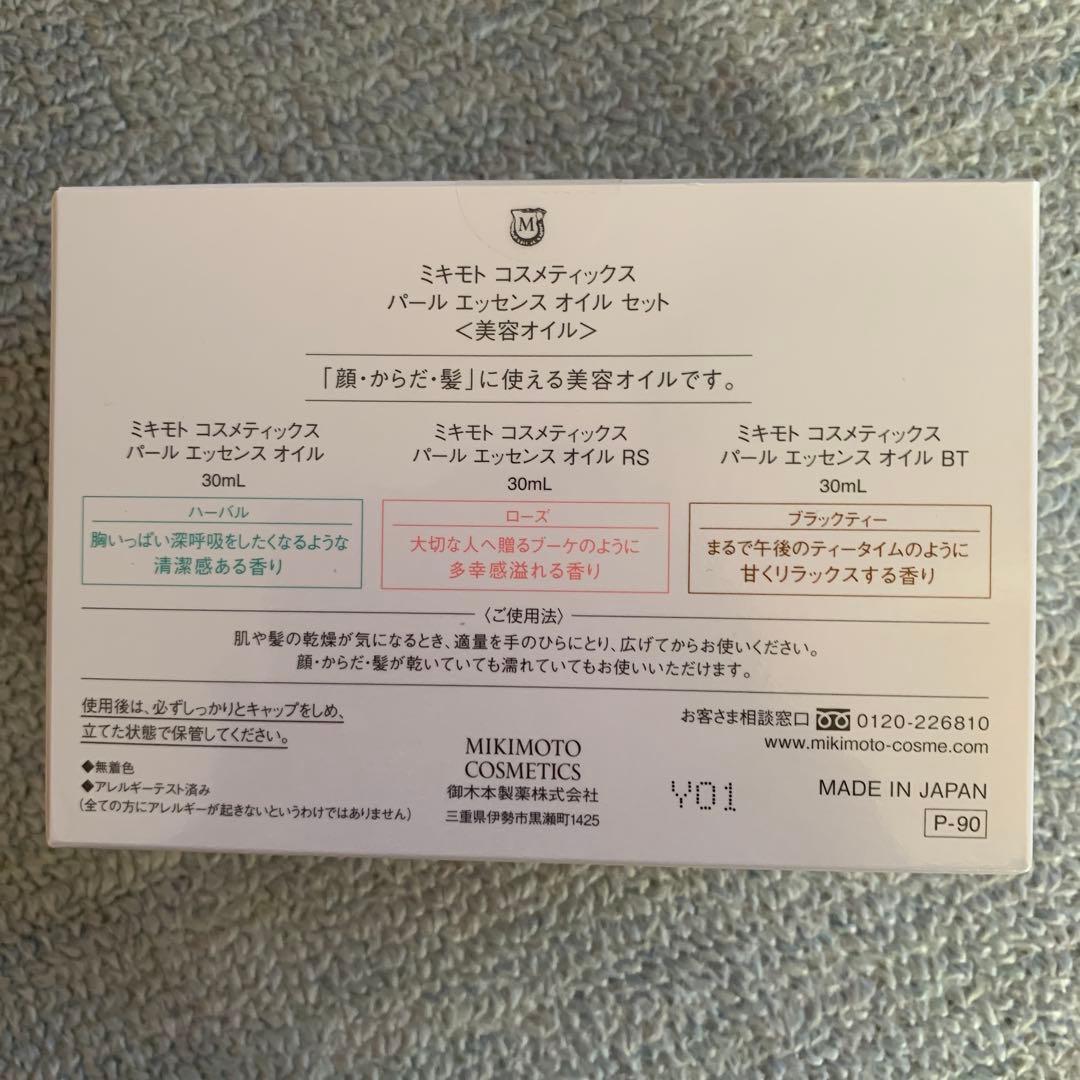 M
ミキモト コスメティックス
パール エッセンス オイル セット
＜美容オイル＞
「顔・からだ・髪」に使える美容オイルです。
ミキモト コスメティックス
パール エッセンス オイル
30mL
ハーバル
胸いっぱい深呼吸をしたくなるような
清潔感ある香り
ミキモト コスメティックス
パール エッセンス オイル RS
30mL
ローズ
大切な人へ贈るブーケのように
多幸感溢れる香り
ミキモト コスメティックス
パール エッセンス オイル BT
30mL
ブラックティー
まるで午後のティータイムのように
甘くリラックスする香り
〈ご使用法〉
肌や髪の乾燥が気になるとき、適量を手のひらにとり、広げてからお使いください。
顔・からだ・髪が乾いていても濡れていてもお使いいただけます。
使用後は、必ずしっかりとキャップをしめ、
立てた状態で保管してください。
◆無着色
◆アレルギーテスト済み
（全ての方にアレルギーが起きないというわけではありません）
MIKIMOTO
COSMETICS
御木本製薬株式会社
三重県伊勢市黒瀬町1425
お客さま相談窓口 0120-226810
www.mikimoto-cosme.com
Y01
MADE IN JAPAN
P-90